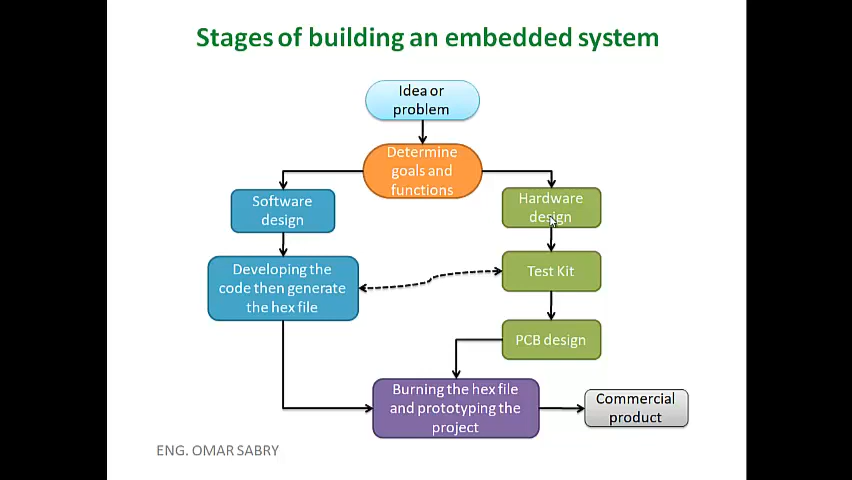 Stages of building an embedded system
Idea or
problem
Determine
goals and
functions
Software
design
Hardware
design
Developing the
code then generate
the hex file
Test Kit
PCB design
Burning the hex file
and prototyping the
project
Commercial
product
ENG. OMAR SABRY